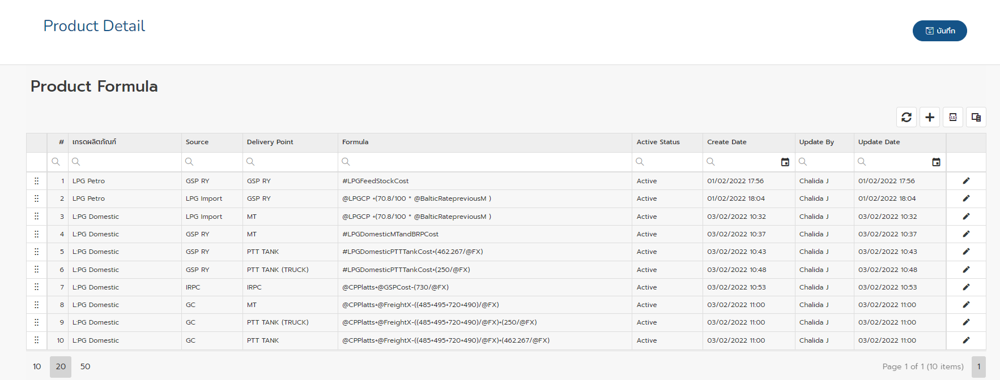 Product Detail
บันทึก
Product Formula
XLSX
# เกรดผลิตภัณฑ์ Source Delivery Point Formula Active Status Create Date Update By Update Date
1 LPG Petro GSP RY GSP RY #LPGFeedStockCost Active 01/02/2022 17:56 Chalida J 01/02/2022 17:56
2 LPG Petro LPG Import GSP RY @LPGCP +(70.8/100 * @BalticRatepreviousM ) Active 01/02/2022 18:04 Chalida J 01/02/2022 18:04
3 L:PG Domestic LPG Import MT @LPGCP +(70.8/100 * @BalticRatepreviousM ) Active 03/02/2022 10:32 Chalida J 03/02/2022 10:32
4 L:PG Domestic GSP RY MT #LPGDomesticMTandBRPCost Active 03/02/2022 10:37 Chalida J 03/02/2022 10:37
5 L:PG Domestic GSP RY PTT TANK #LPGDomesticPTTTankCost+(462.267/@FX) Active 03/02/2022 10:43 Chalida J 03/02/2022 10:43
6 L:PG Domestic GSP RY PTT TANK (TRUCK) #LPGDomesticPTTTankCost+(250/@FX) Active 03/02/2022 10:48 Chalida J 03/02/2022 10:48
7 L:PG Domestic IRPC IRPC @CPPlatts+@GSPCost-(730/@FX) Active 03/02/2022 10:53 Chalida J 03/02/2022 10:53
8 L:PG Domestic GC MT @CPPlatts+@FreightX-((485+495+720+490)/@FX) Active 03/02/2022 11:00 Chalida J 03/02/2022 11:00
9 L:PG Domestic GC PTT TANK (TRUCK) @CPPlatts+@FreightX-((485+495+720+490)/@FX)+(250/@FX) Active 03/02/2022 11:00 Chalida J 03/02/2022 11:00
10 L:PG Domestic GC PTT TANK @CPPlatts+@FreightX-((485+495+720+490)/@FX)+(462.267/@FX) Active 03/02/2022 11:00 Chalida J 03/02/2022 11:00
10 20 50 Page 1 of 1 (10 items) 1